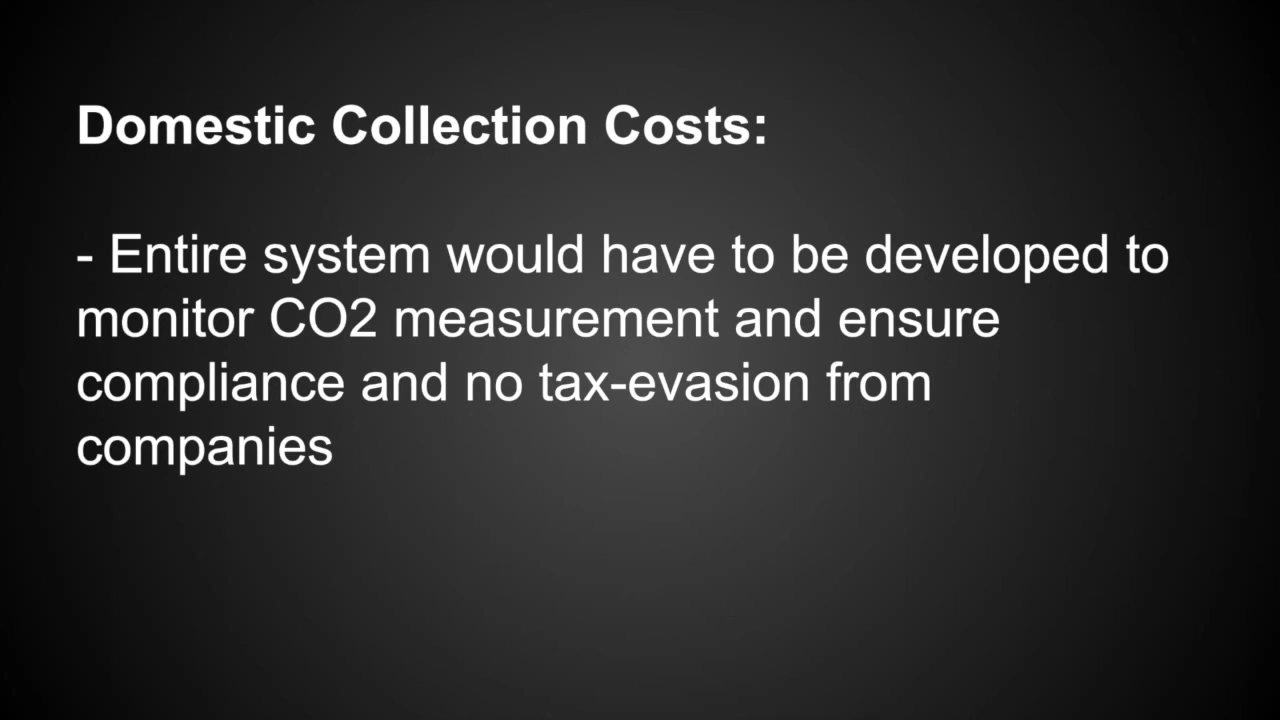 Domestic Collection Costs:
- Entire system would have to be developed to
monitor CO2 measurement and ensure
compliance and no tax-evasion from
companies